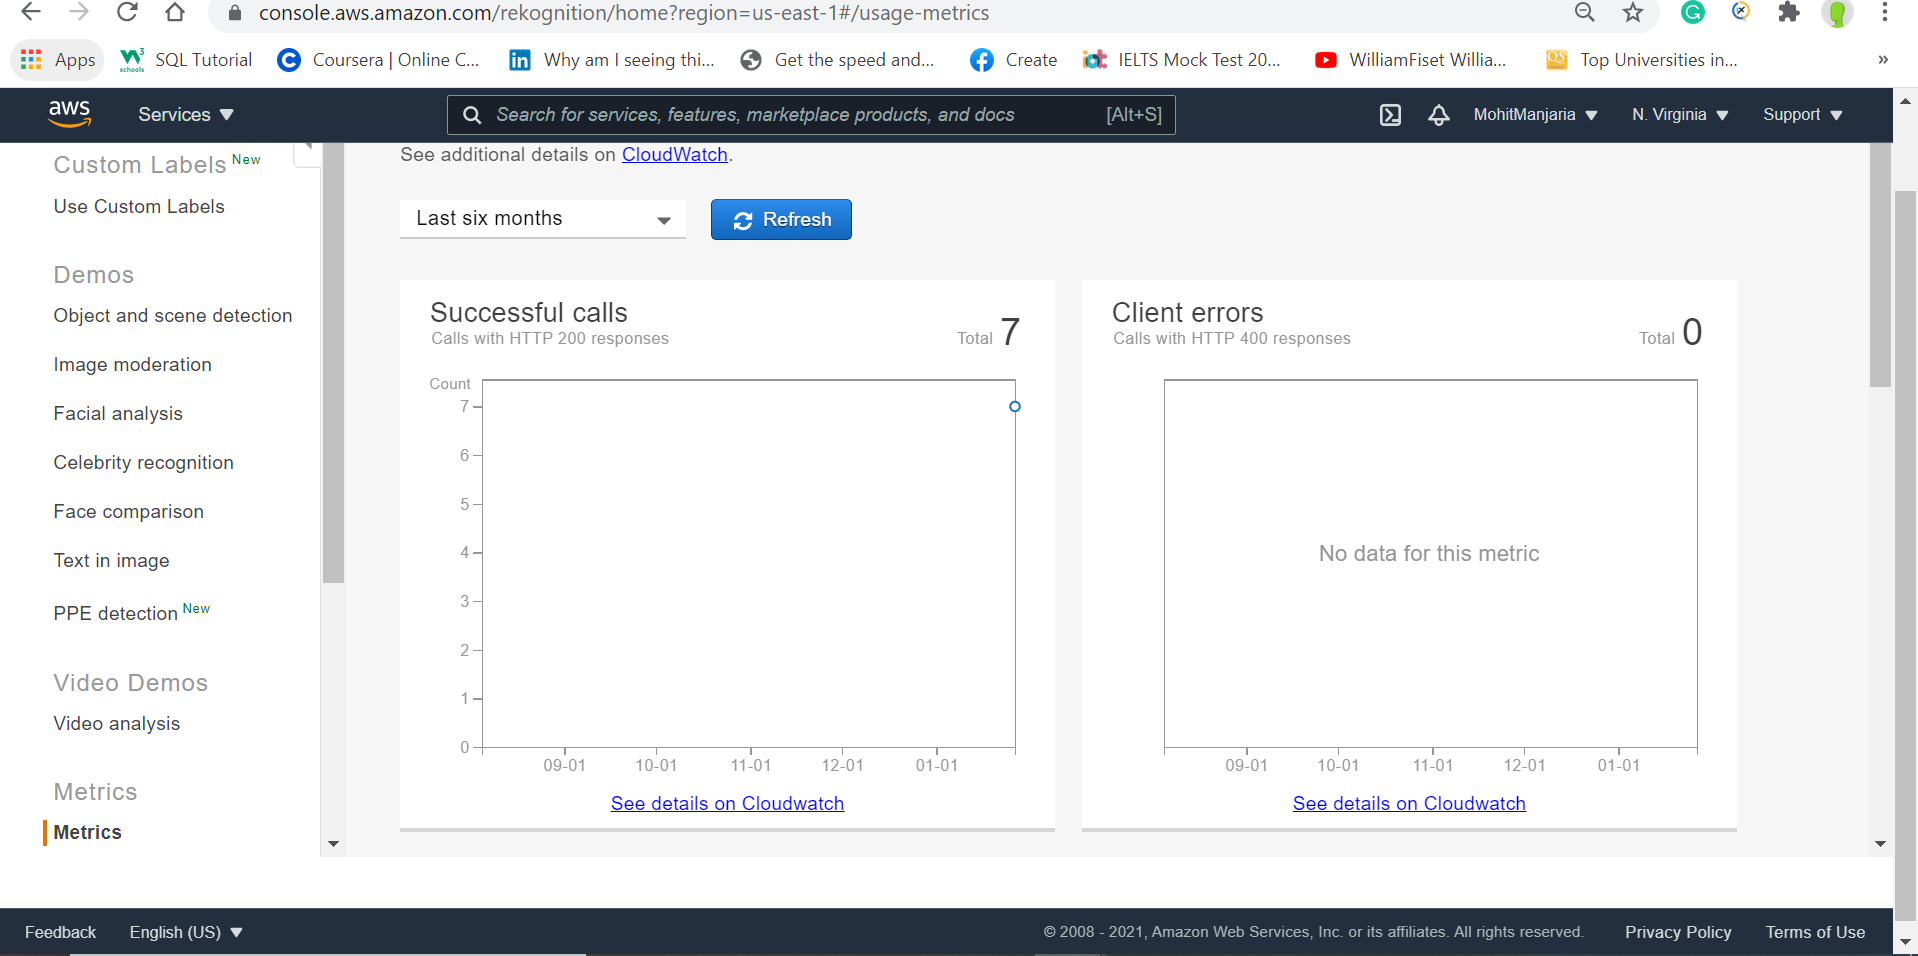 console.aws.amazon.com/rekognition/home?region=us-east-1#/usage-metrics
Apps
W3 schools SQL Tutorial
C Coursera | Online C...
in Why am I seeing thi...
Get the speed and...
Create
iot IELTS Mock Test 20...
WilliamFiset Willia...
QS Top Universities in...
»
aws
Services
Search for services, features, marketplace products, and docs [Alt+S]
MohitManjaria
N. Virginia
Support
Custom Labels New
Use Custom Labels
Demos
Object and scene detection
Image moderation
Facial analysis
Celebrity recognition
Face comparison
Text in image
PPE detection New
Video Demos
Video analysis
Metrics
Metrics
See additional details on CloudWatch.
Last six months
Refresh
Successful calls
Calls with HTTP 200 responses
Total 7
Count
7
6
5
4
3
2
1
0
09-01 10-01 11-01 12-01 01-01
See details on Cloudwatch
Client errors
Calls with HTTP 400 responses
Total 0
No data for this metric
09-01 10-01 11-01 12-01 01-01
See details on Cloudwatch
Feedback
English (US)
© 2008 - 2021, Amazon Web Services, Inc. or its affiliates. All rights reserved.
Privacy Policy
Terms of Use